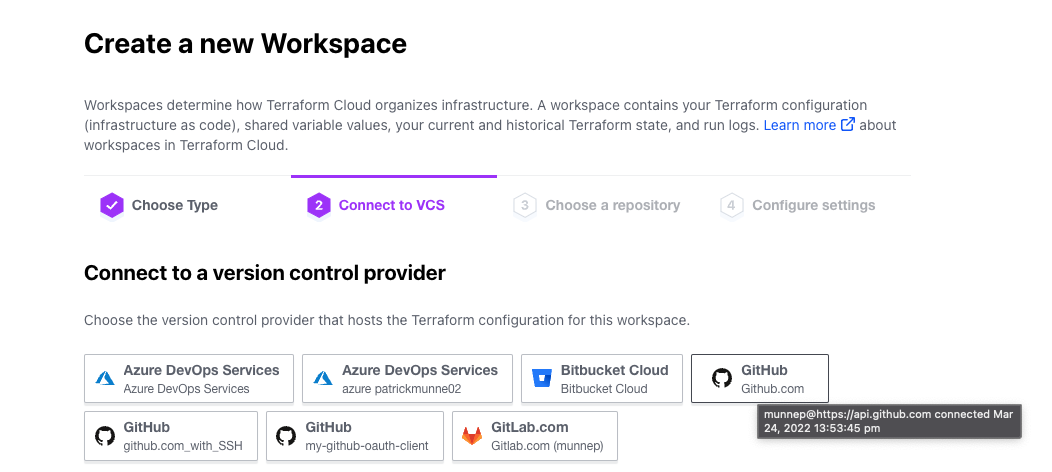 Create a new Workspace
Workspaces determine how Terraform Cloud organizes infrastructure. A workspace contains your Terraform configuration
(infrastructure as code), shared variable values, your current and historical Terraform state, and run logs. Learn more about
workspaces in Terraform Cloud.
Choose Type
2 Connect to VCS
3 Choose a repository
4 Configure settings
Connect to a version control provider
Choose the version control provider that hosts the Terraform configuration for this workspace.
Azure DevOps Services
Azure DevOps Services
Azure DevOps Services
azure patrickmunne02
Bitbucket Cloud
Bitbucket Cloud
GitHub
Github.com
munnep@https://api.github.com connected Mar
24, 2022 13:53:45 pm
GitHub
github.com_with_SSH
GitHub
my-github-oauth-client
GitLab.com
Gitlab.com (munnep)